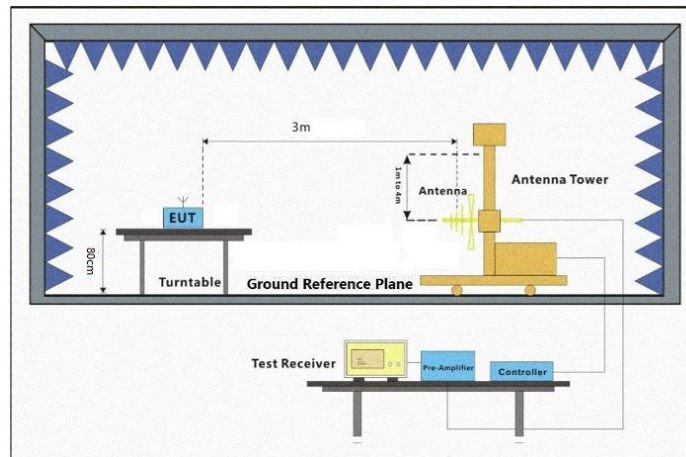 3m
1m to 4m
Antenna
Antenna Tower
EUT
80cm
Turntable
Ground Reference Plane
Test Receiver
Pre-Amplifier
Controller